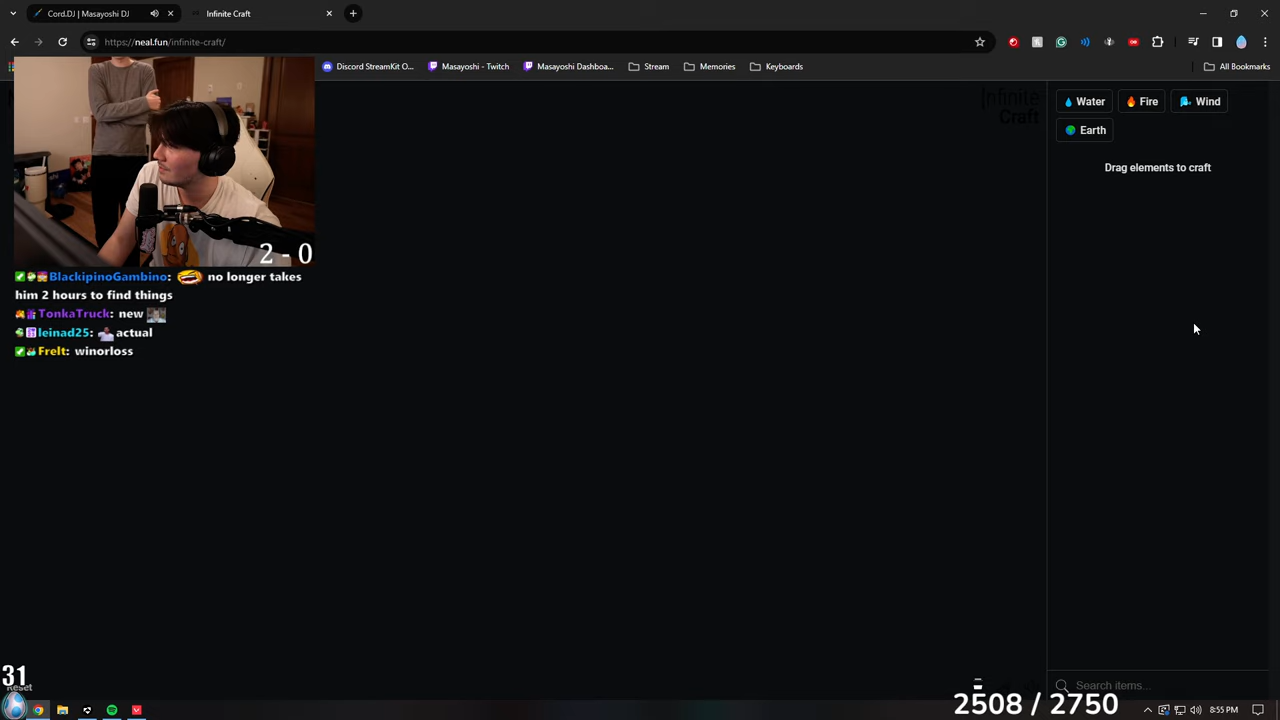 Cord.DJ | Masayoshi DJ
Infinite Craft
https://neal.fun/infinite-craft/
Discord StreamKit O...
Masayoshi - Twitch
Masayoshi Dashboa...
Stream
Memories
Keyboards
All Bookmarks
Infinite
Craft
Water
Fire
Wind
Earth
Drag elements to craft
2 - 0
BlackipinoGambino: no longer takes
him 2 hours to find things
TonkaTruck: new
leinad25: actual
Frelt: winorloss
31
Reset
Search items...
2508 / 2750
8:55 PM